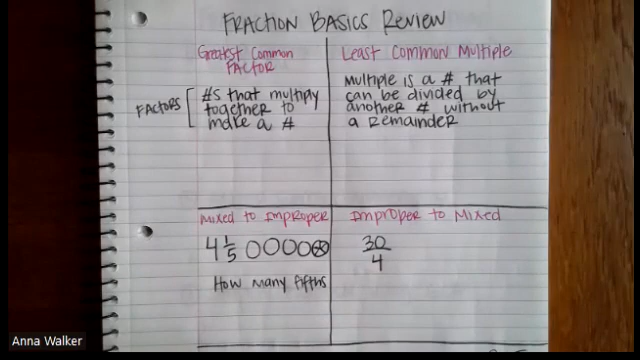 FRACTION BASICS REVIEW
Greatest Common
FACTOR
FACTORS
#s that multiply
together to
make a #
Least Common Multiple
Multiple is a # that
can be divided by
another # without
a remainder
Mixed to Improper
4 1/5
How many fifths
Improper to Mixed
30
4
Anna Walker